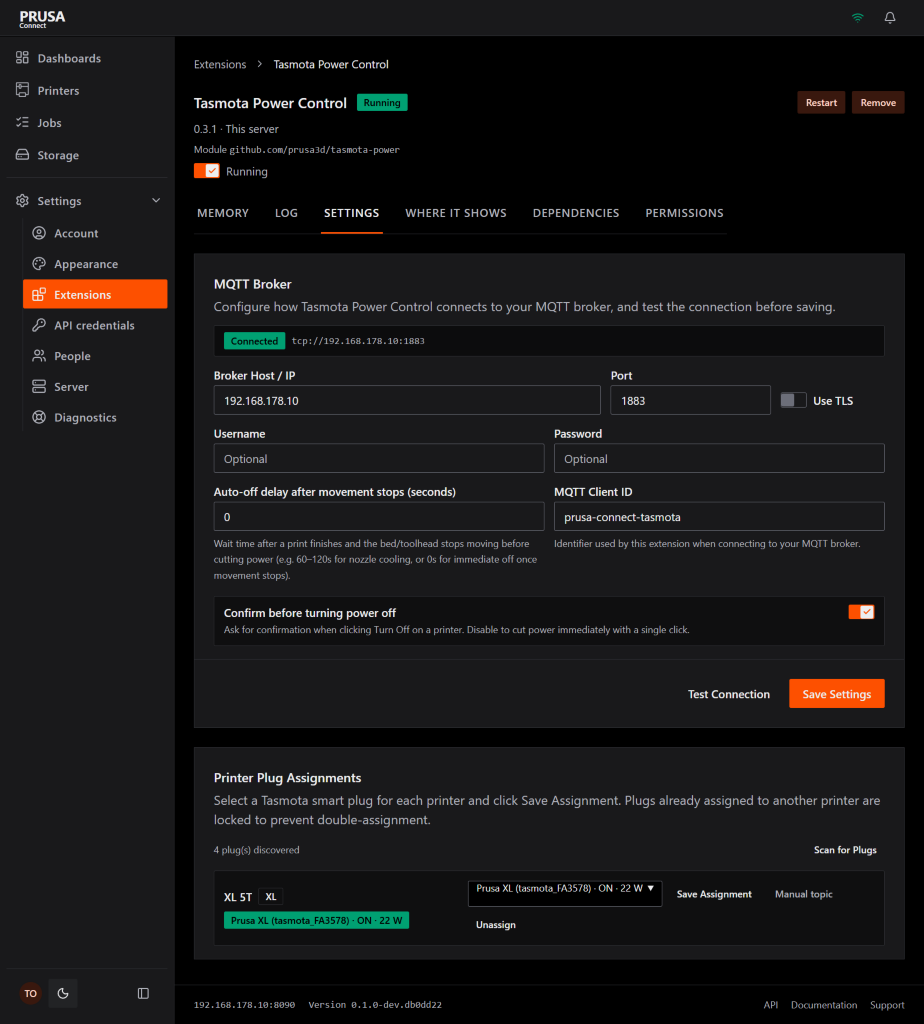 PRUSA
Connect
Dashboards
Printers
Jobs
Storage
Settings
Account
Appearance
Extensions
API credentials
People
Server
Diagnostics
TO
Extensions > Tasmota Power Control
Tasmota Power Control Running
Restart Remove
0.3.1 · This server
Module github.com/prusa3d/tasmota-power
Running
MEMORY LOG SETTINGS WHERE IT SHOWS DEPENDENCIES PERMISSIONS
MQTT Broker
Configure how Tasmota Power Control connects to your MQTT broker, and test the connection before saving.
Connected tcp://192.168.178.10:1883
Broker Host / IP Port
192.168.178.10 1883 Use TLS
Username Password
Optional Optional
Auto-off delay after movement stops (seconds) MQTT Client ID
0 prusa-connect-tasmota
Wait time after a print finishes and the bed/toolhead stops moving before
cutting power (e.g. 60–120s for nozzle cooling, or 0s for immediate off once
movement stops).
Identifier used by this extension when connecting to your MQTT broker.
Confirm before turning power off
Ask for confirmation when clicking Turn Off on a printer. Disable to cut power immediately with a single click.
Test Connection Save Settings
Printer Plug Assignments
Select a Tasmota smart plug for each printer and click Save Assignment. Plugs already assigned to another printer are
locked to prevent double-assignment.
4 plug(s) discovered Scan for Plugs
XL 5T XL
Prusa XL (tasmota_FA3578) · ON · 22 W
Prusa XL (tasmota_FA3578) · ON · 22 W ▼ Save Assignment Manual topic
Unassign
192.168.178.10:8090 Version 0.1.0-dev.db0dd22 API Documentation Support